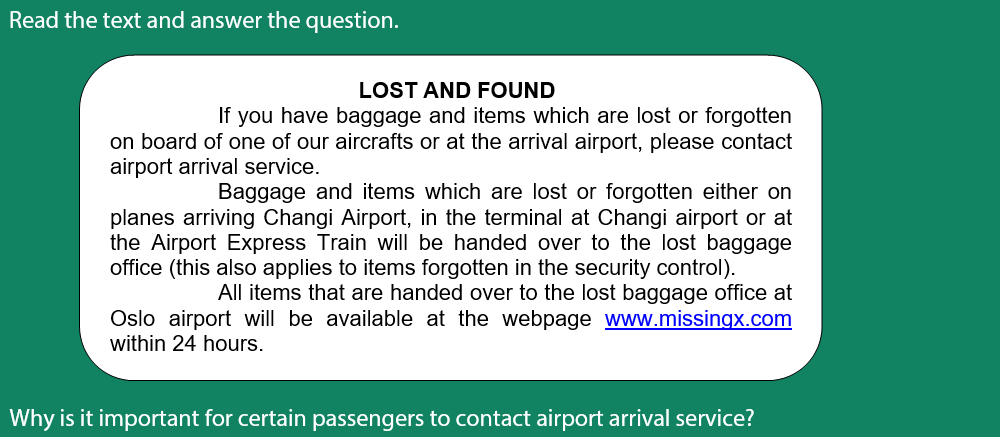 Read the text and answer the question.
LOST AND FOUND
If you have baggage and items which are lost or forgotten
on board of one of our aircrafts or at the arrival airport, please contact
airport arrival service.
Baggage and items which are lost or forgotten either on
planes arriving Changi Airport, in the terminal at Changi airport or at
the Airport Express Train will be handed over to the lost baggage
office (this also applies to items forgotten in the security control).
All items that are handed over to the lost baggage office at
Oslo airport will be available at the webpage www.missingx.com
within 24 hours.
Why is it important for certain passengers to contact airport arrival service?